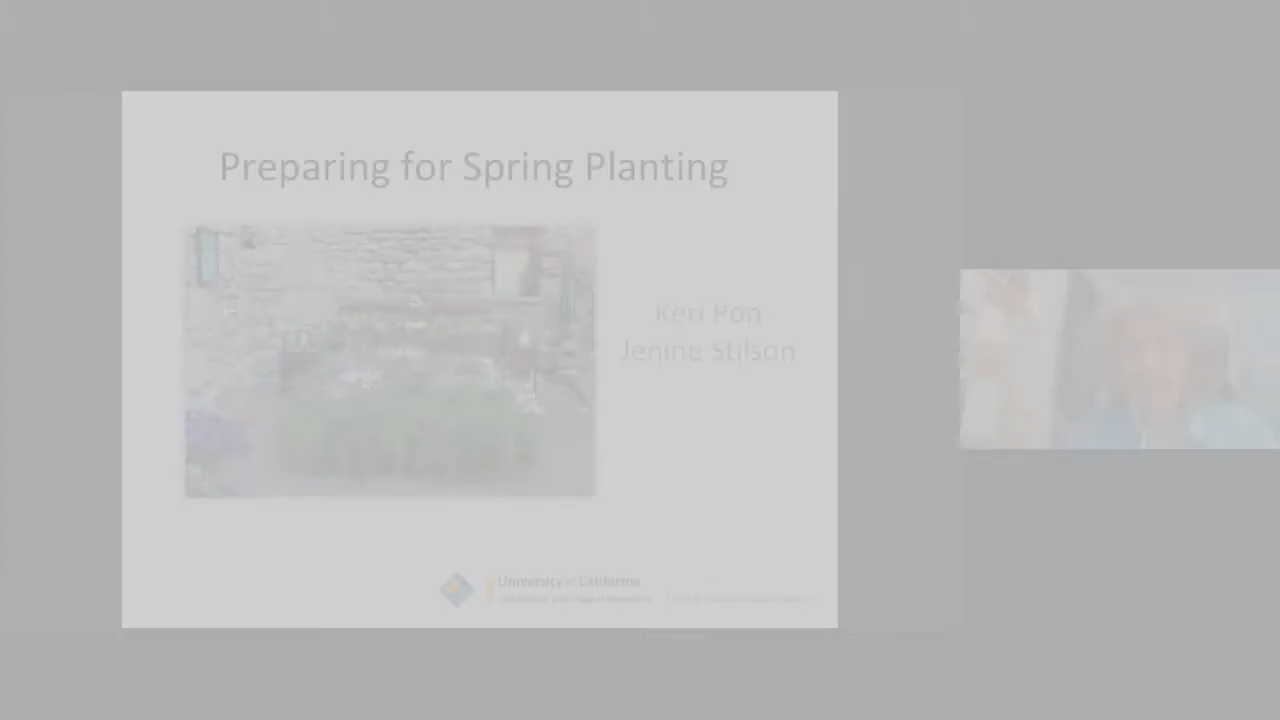 Preparing for Spring Planting
Keri Pon
Jenine Stilson
University of California